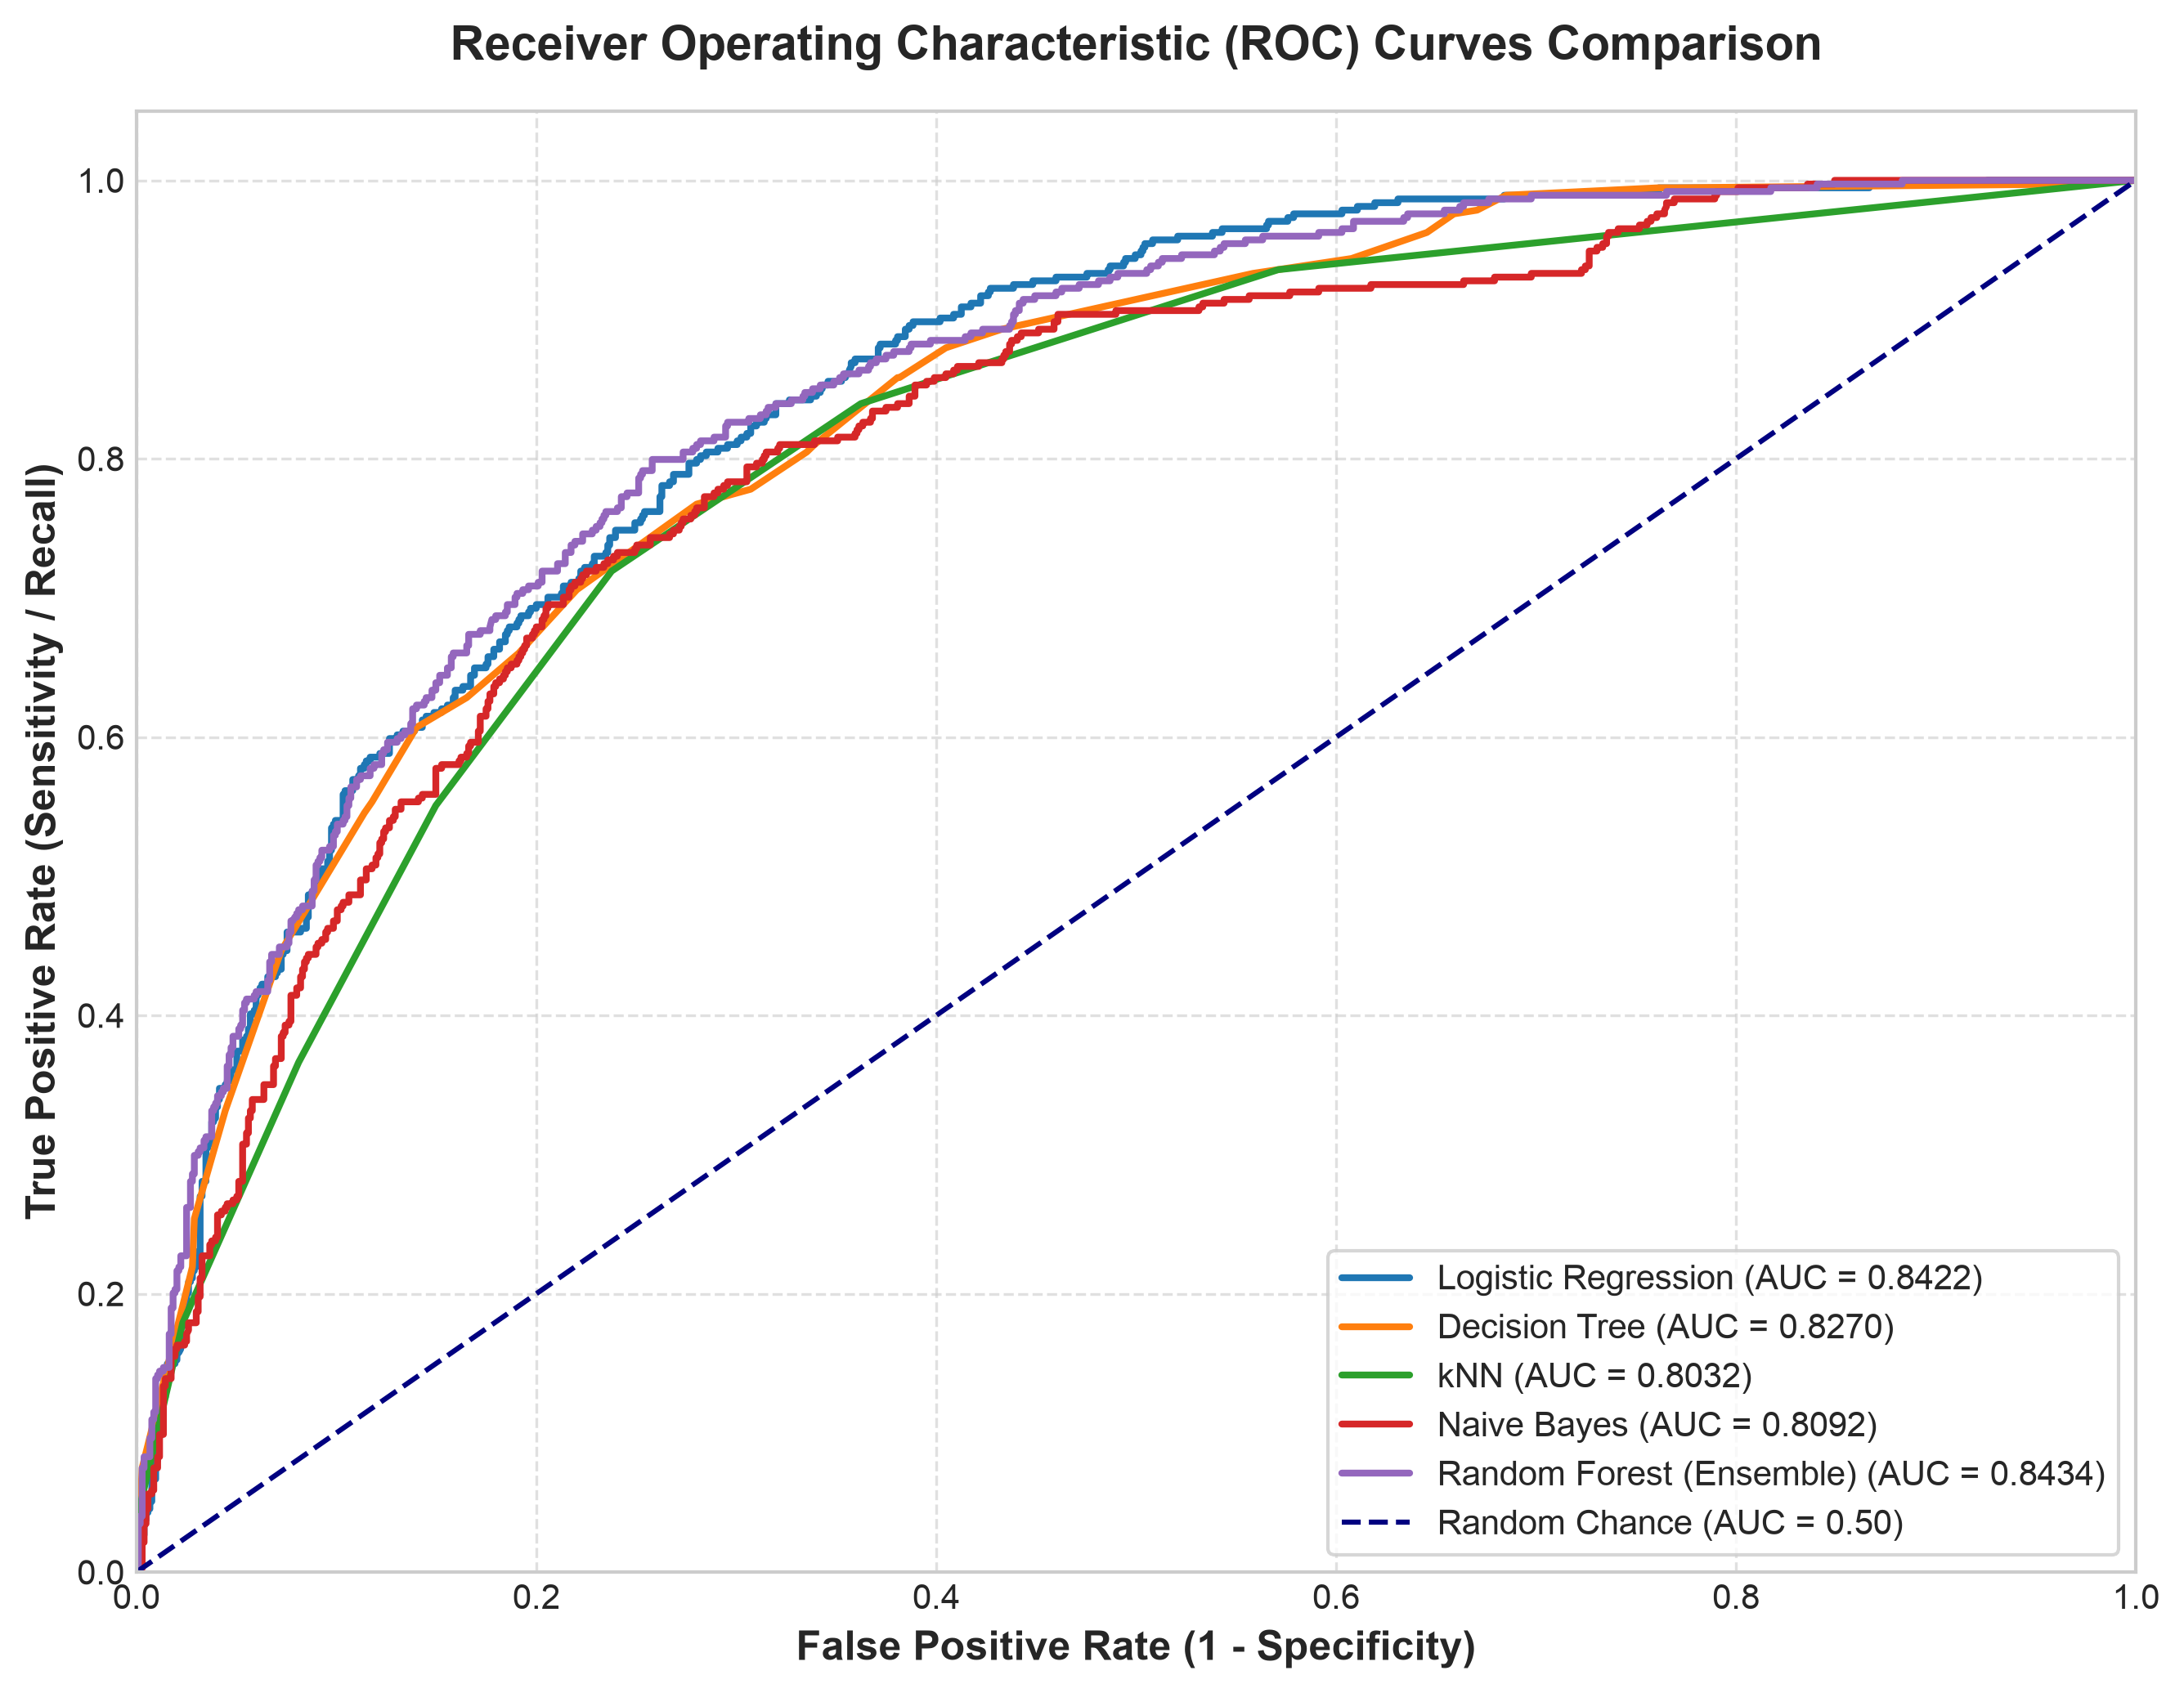 Receiver Operating Characteristic (ROC) Curves Comparison
True Positive Rate (Sensitivity / Recall)
1.0
0.8
0.6
0.4
0.2
0.0
0.0 0.2 0.4 0.6 0.8 1.0
False Positive Rate (1 - Specificity)
Logistic Regression (AUC = 0.8422)
Decision Tree (AUC = 0.8270)
kNN (AUC = 0.8032)
Naive Bayes (AUC = 0.8092)
Random Forest (Ensemble) (AUC = 0.8434)
Random Chance (AUC = 0.50)